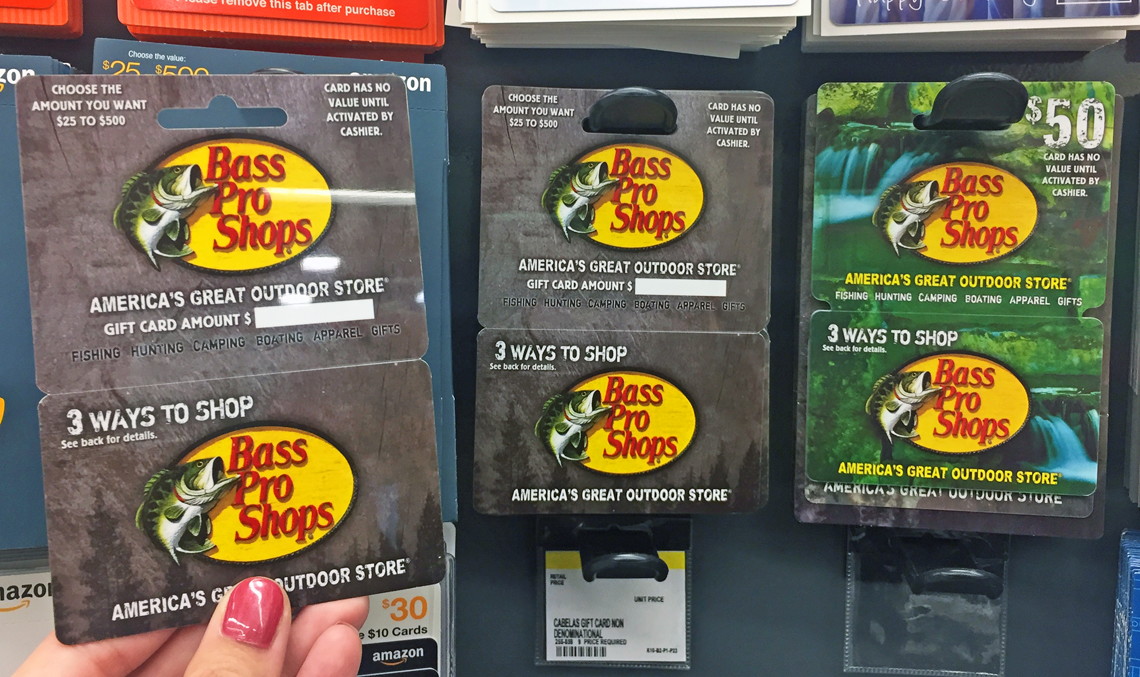 Please remove this tab after purchase
Choose the value:
$25 - $500
amazon
CHOOSE THE
AMOUNT YOU WANT
$25 TO $500
CARD HAS NO
VALUE UNTIL
ACTIVATED BY
CASHIER.
Bass
Pro
Shops
AMERICA'S GREAT OUTDOOR STORE®
GIFT CARD AMOUNT $
FISHING HUNTING CAMPING BOATING APPAREL GIFTS
3 WAYS TO SHOP
See back for details.
Bass
Pro
Shops
AMERICA'S GREAT OUTDOOR STORE®
amazon
$30
$10 Cards
amazon
CHOOSE THE
AMOUNT YOU WANT
$25 TO $500
CARD HAS NO
VALUE UNTIL
ACTIVATED BY
CASHIER.
Bass
Pro
Shops
AMERICA'S GREAT OUTDOOR STORE®
GIFT CARD AMOUNT $
FISHING HUNTING CAMPING BOATING APPAREL GIFTS
3 WAYS TO SHOP
See back for details.
Bass
Pro
Shops
AMERICA'S GREAT OUTDOOR STORE®
RETAIL
PRICE
UNIT PRICE
CABELAS GIFT CARD NON
DENOMINATIONAL
PRICE REQUIRED
$50
CARD HAS NO
VALUE UNTIL
ACTIVATED BY
CASHIER.
Bass
Pro
Shops
AMERICA'S GREAT OUTDOOR STORE®
FISHING HUNTING CAMPING BOATING APPAREL GIFTS
3 WAYS TO SHOP
See back for details.
Bass
Pro
Shops
AMERICA'S GREAT OUTDOOR STORE®
AMERICA'S GREAT OUTDOOR STORE